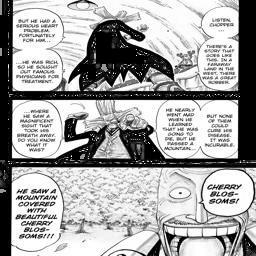 LISTEN,
CHOPPER
THERE'S A
STORY THAT
GOES LIKE
THIS. IN A
FARAWAY
LAND IN THE
WEST, THERE
WAS A GREAT
ROBBER.
BUT HE HAD A
SERIOUS HEART
PROBLEM.
FORTUNATELY
FOR HIM...
...HE WAS RICH,
SO HE SOUGHT
OUT FAMOUS
PHYSICIANS FOR
TREATMENT.
BUT NONE
OF THEM
COULD CURE
HIS
DISEASE.
IT WAS
INCURABLE.
HE NEARLY
WENT MAD
WHEN HE
LEARNED
THAT HE
WAS GOING
TO DIE,
BUT HE
PASSED A
MOUNTAIN...
...WHERE
HE SAW A
MAGNIFICENT
SIGHT THAT
TOOK HIS
BREATH AWAY.
DO YOU KNOW
WHAT IT
WAS?
CHERRY
BLOS-
SOMS!
HE SAW A
MOUNTAIN
COVERED
WITH
BEAUTIFUL
CHERRY
BLOS-
SOMS!!!